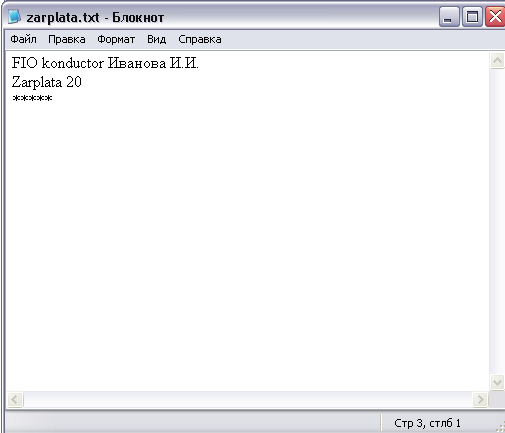 zarplata.txt - Блокнот
Файл Правка Формат Вид Справка
FIO konductor Иванова И.И.
Zarplata 20
*****
Стр 3, стлб 1